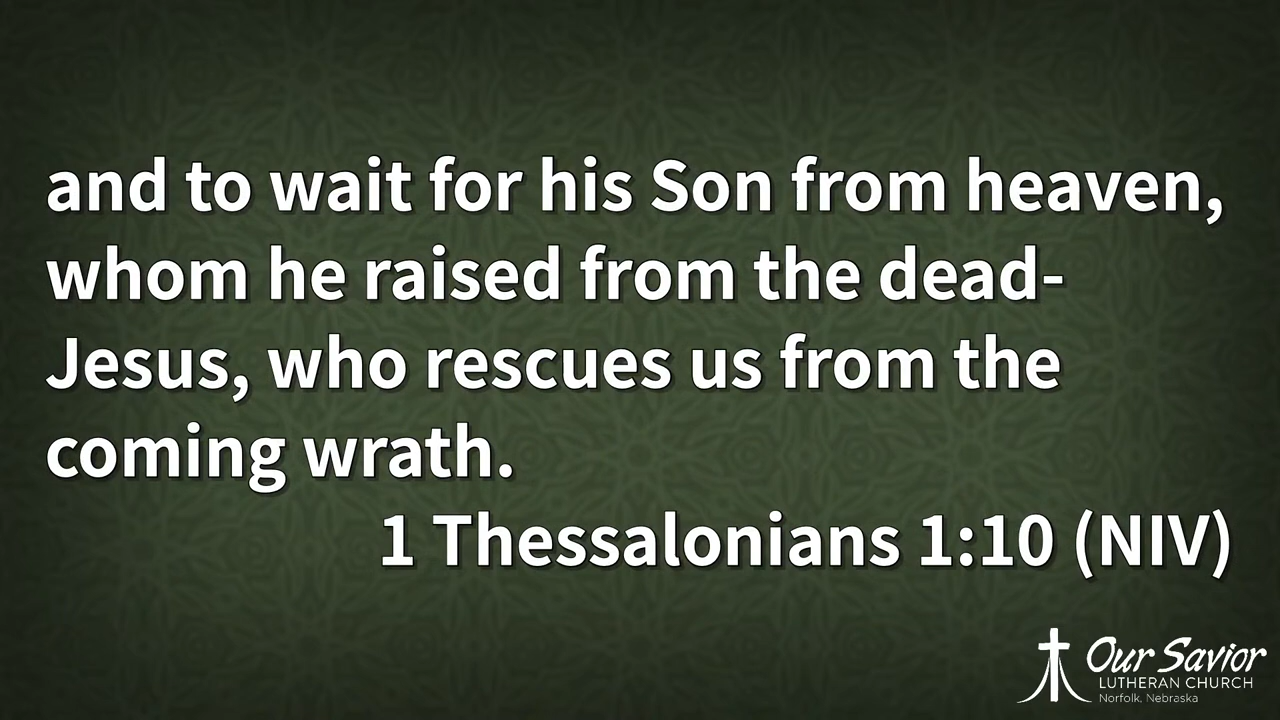 and to wait for his Son from heaven,
whom he raised from the dead-
Jesus, who rescues us from the
coming wrath.
1 Thessalonians 1:10 (NIV)
Our Savior
LUTHERAN CHURCH
Norfolk, Nebraska